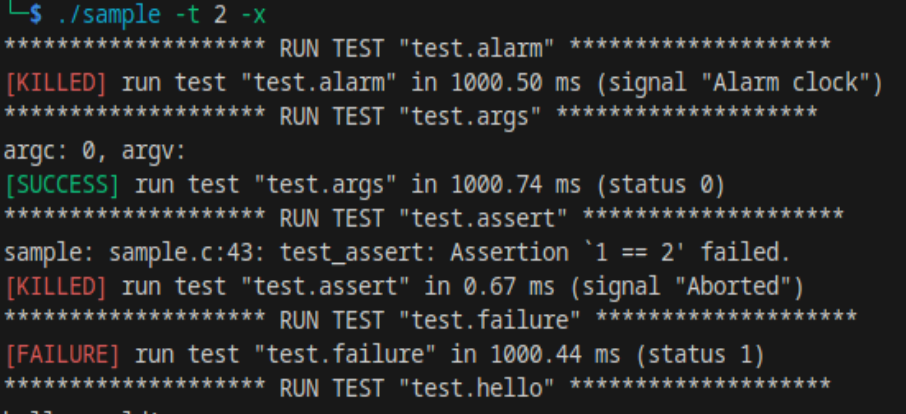 └─$ ./sample -t 2 -x
******************** RUN TEST "test.alarm" ********************
[KILLED] run test "test.alarm" in 1000.50 ms (signal "Alarm clock")
******************** RUN TEST "test.args" ********************
argc: 0, argv:
[SUCCESS] run test "test.args" in 1000.74 ms (status 0)
******************** RUN TEST "test.assert" ********************
sample: sample.c:43: test_assert: Assertion `1 == 2' failed.
[KILLED] run test "test.assert" in 0.67 ms (signal "Aborted")
******************** RUN TEST "test.failure" ********************
[FAILURE] run test "test.failure" in 1000.44 ms (status 1)
******************** RUN TEST "test.hello" ********************